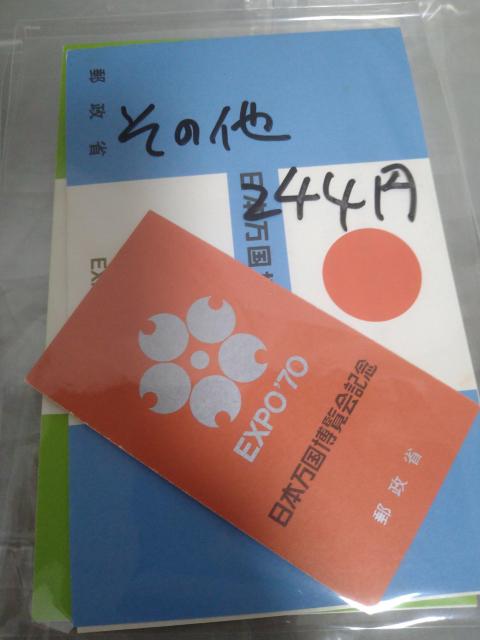 郵政省
その他
244円
日本万国博
EX
EXPO'70
日本万国博覧会記念
郵政省